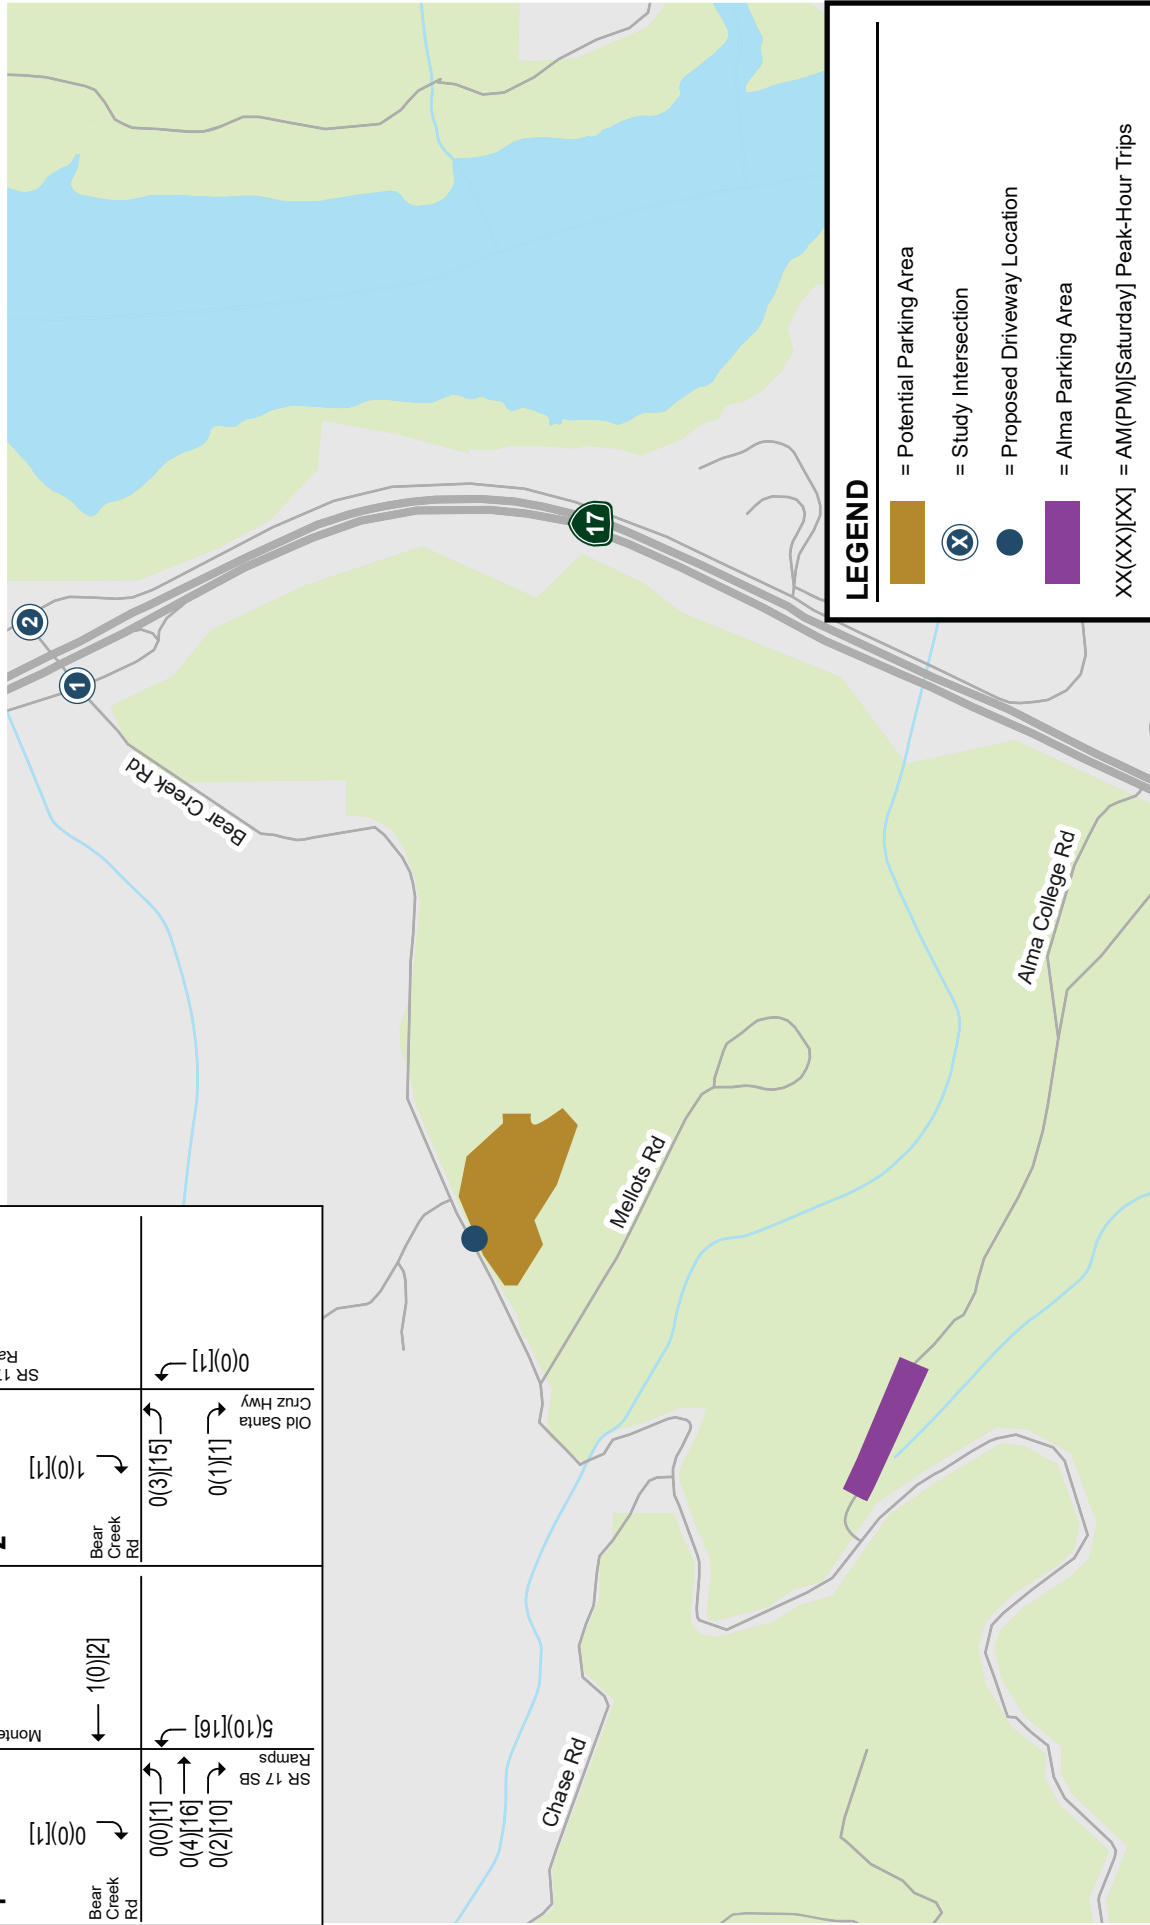 2
1
17
Bear Creek Rd
Mellots Rd
Alma College Rd
Chase Rd
LEGEND
= Potential Parking Area
X = Study Intersection
= Proposed Driveway Location
= Alma Parking Area
XX(XX)[XX] = AM(PM)[Saturday] Peak-Hour Trips
Bear
Creek
Rd
0(0)[1]
1(0)[2]
0(0)[1]
0(4)[16]
0(2)[10]
5(10)[16]
SR 17 SB
Ramps
Bear
Creek
Rd
SR 17
1(0)[1]
0(3)[15]
0(1)[1]
0(0)[1]
Old Santa
Cruz Hwy